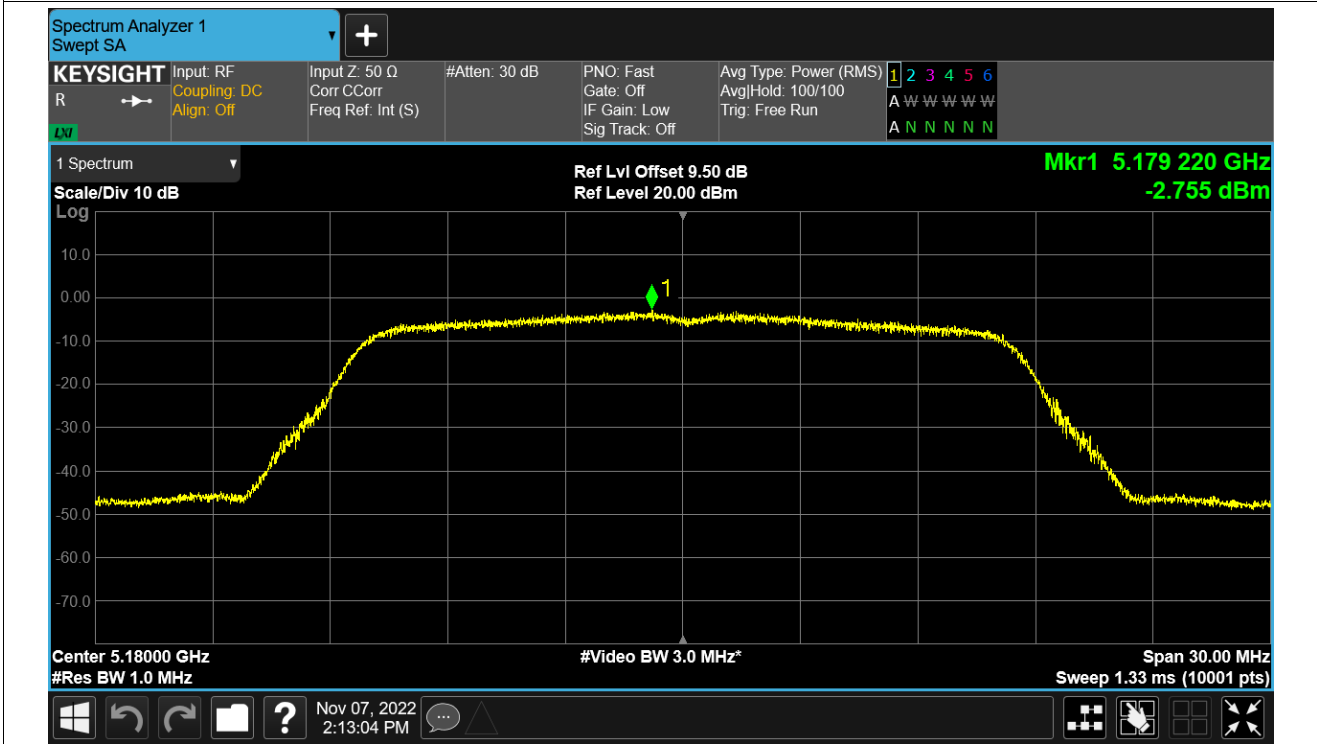 Spectrum Analyzer 1
Swept SA
KEYSIGHT
R
LXI
Input: RF
Coupling: DC
Align: Off
Input Z: 50 Ω
Corr CCorr
Freq Ref: Int (S)
#Atten: 30 dB
PNO: Fast
Gate: Off
IF Gain: Low
Sig Track: Off
Avg Type: Power (RMS)
Avg|Hold: 100/100
Trig: Free Run
1 2 3 4 5 6
A W W W W W
A N N N N N
1 Spectrum
Scale/Div 10 dB
Ref Lvl Offset 9.50 dB
Ref Level 20.00 dBm
Mkr1 5.179 220 GHz
-2.755 dBm
Log
10.0
0.00
-10.0
-20.0
-30.0
-40.0
-50.0
-60.0
-70.0
1
Center 5.18000 GHz
#Res BW 1.0 MHz
#Video BW 3.0 MHz*
Span 30.00 MHz
Sweep 1.33 ms (10001 pts)
?
Nov 07, 2022
2:13:04 PM